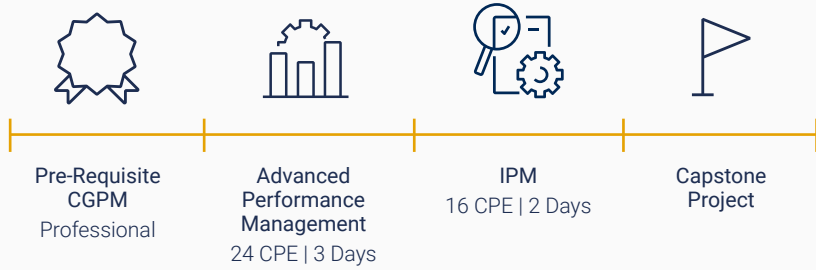 Pre-Requisite
CGPM
Professional
Advanced
Performance
Management
24 CPE | 3 Days
IPM
16 CPE | 2 Days
Capstone
Project